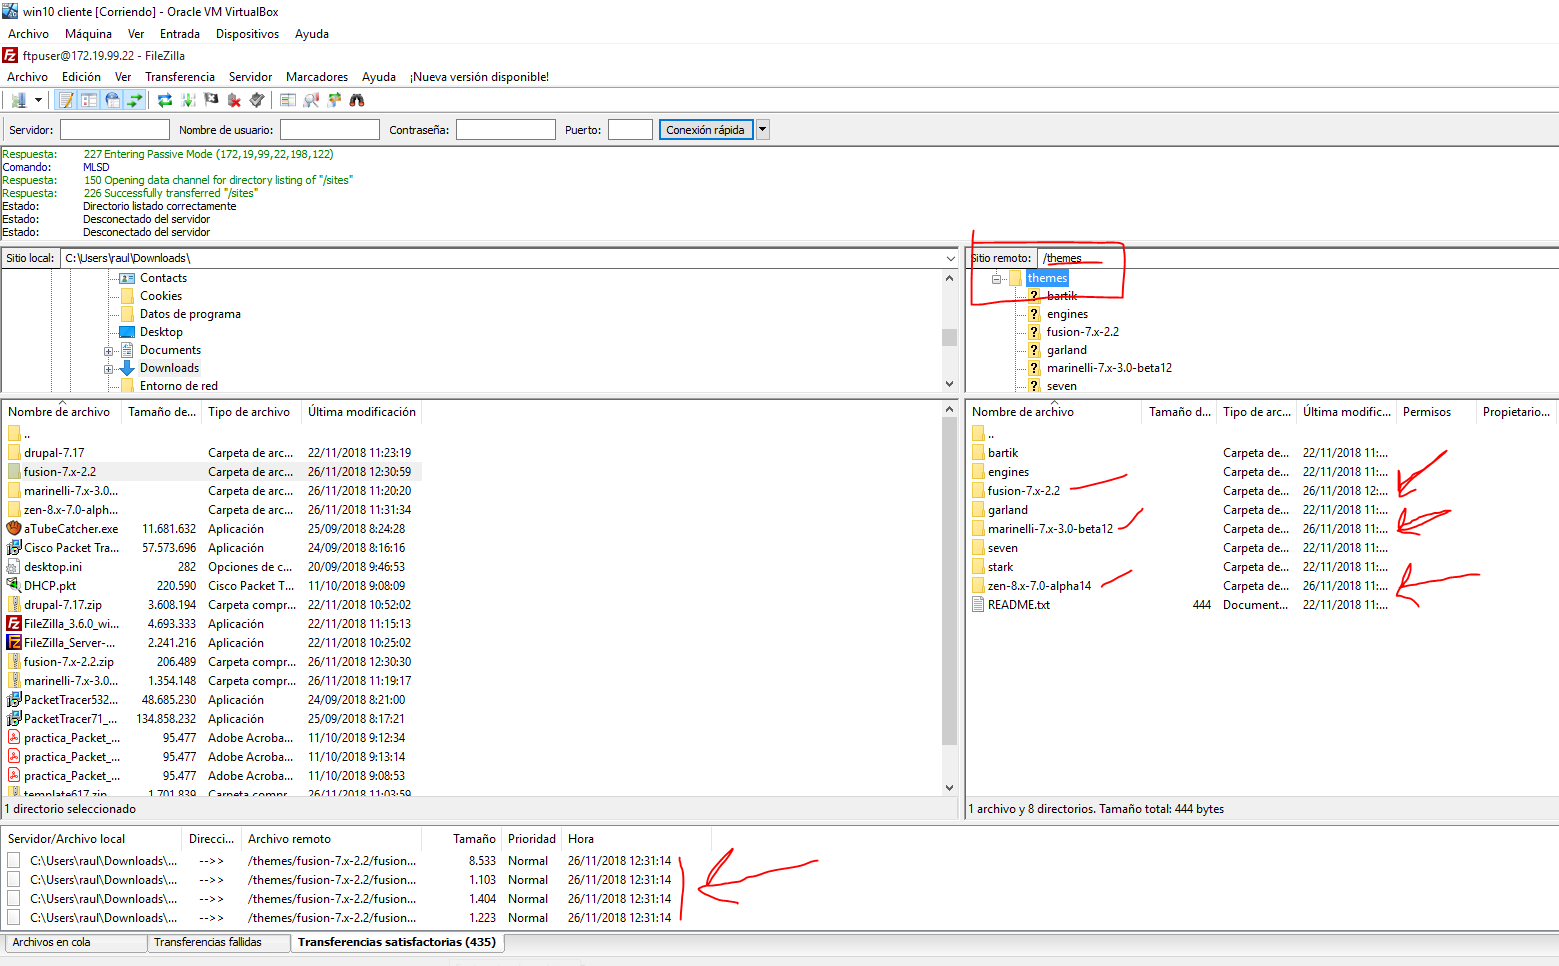 win10 cliente [Corriendo] - Oracle VM VirtualBox
Archivo Máquina Ver Entrada Dispositivos Ayuda
ftpuser@172.19.99.22 - FileZilla
Archivo Edición Ver Transferencia Servidor Marcadores Ayuda ¡Nueva versión disponible!
Servidor: Nombre de usuario: Contraseña: Puerto: Conexión rápida
Respuesta: 227 Entering Passive Mode (172,19,99,22,198,122)
Comando: MLSD
Respuesta: 150 Opening data channel for directory listing of "/sites"
Respuesta: 226 Successfully transferred "/sites"
Estado: Directorio listado correctamente
Estado: Desconectado del servidor
Estado: Desconectado del servidor
Sitio local: C:\Users\raul\Downloads\
Contacts
Cookies
Datos de programa
Desktop
Documents
Downloads
Entorno de red
Sitio remoto: /themes
themes
bartik
engines
fusion-7.x-2.2
garland
marinelli-7.x-3.0-beta12
seven
Nombre de archivo Tamaño de... Tipo de archivo Última modificación
..
drupal-7.17 Carpeta de arc... 22/11/2018 11:23:19
fusion-7.x-2.2 Carpeta de arc... 26/11/2018 12:30:59
marinelli-7.x-3.0... Carpeta de arc... 26/11/2018 11:20:20
zen-8.x-7.0-alph... Carpeta de arc... 26/11/2018 11:31:34
aTubeCatcher.exe 11.681.632 Aplicación 25/09/2018 8:24:28
Cisco Packet Tra... 57.573.696 Aplicación 24/09/2018 8:16:16
desktop.ini 282 Opciones de c... 20/09/2018 9:46:53
DHCP.pkt 220.590 Cisco Packet T... 11/10/2018 9:08:09
drupal-7.17.zip 3.608.194 Carpeta compr... 22/11/2018 10:52:02
FileZilla_3.6.0_wi... 4.693.333 Aplicación 22/11/2018 11:15:13
FileZilla_Server-... 2.241.216 Aplicación 22/11/2018 10:25:02
fusion-7.x-2.2.zip 206.489 Carpeta compr... 26/11/2018 12:30:30
marinelli-7.x-3.0... 1.354.148 Carpeta compr... 26/11/2018 11:19:17
PacketTracer532... 48.685.230 Aplicación 24/09/2018 8:21:00
PacketTracer71_... 134.858.232 Aplicación 25/09/2018 8:17:21
practica_Packet_... 95.477 Adobe Acroba... 11/10/2018 9:12:34
practica_Packet_... 95.477 Adobe Acroba... 11/10/2018 9:13:14
practica_Packet_... 95.477 Adobe Acroba... 11/10/2018 9:08:53
template617.zip 1.701.839 Carpeta compr... 26/11/2018 11:03:59
1 directorio seleccionado
Nombre de archivo Tamaño d... Tipo de arc... Última modific... Permisos Propietario...
..
bartik Carpeta de... 22/11/2018 11:...
engines Carpeta de... 22/11/2018 11:...
fusion-7.x-2.2 Carpeta de... 26/11/2018 12:...
garland Carpeta de... 22/11/2018 11:...
marinelli-7.x-3.0-beta12 Carpeta de... 26/11/2018 11:...
seven Carpeta de... 22/11/2018 11:...
stark Carpeta de... 22/11/2018 11:...
zen-8.x-7.0-alpha14 Carpeta de... 26/11/2018 11:...
README.txt 444 Document... 22/11/2018 11:...
1 archivo y 8 directorios. Tamaño total: 444 bytes
Servidor/Archivo local Direcci... Archivo remoto Tamaño Prioridad Hora
C:\Users\raul\Downloads\... -->> /themes/fusion-7.x-2.2/fusion... 8.533 Normal 26/11/2018 12:31:14
C:\Users\raul\Downloads\... -->> /themes/fusion-7.x-2.2/fusion... 1.103 Normal 26/11/2018 12:31:14
C:\Users\raul\Downloads\... -->> /themes/fusion-7.x-2.2/fusion... 1.404 Normal 26/11/2018 12:31:14
C:\Users\raul\Downloads\... -->> /themes/fusion-7.x-2.2/fusion... 1.223 Normal 26/11/2018 12:31:14
Archivos en cola Transferencias fallidas Transferencias satisfactorias (435)